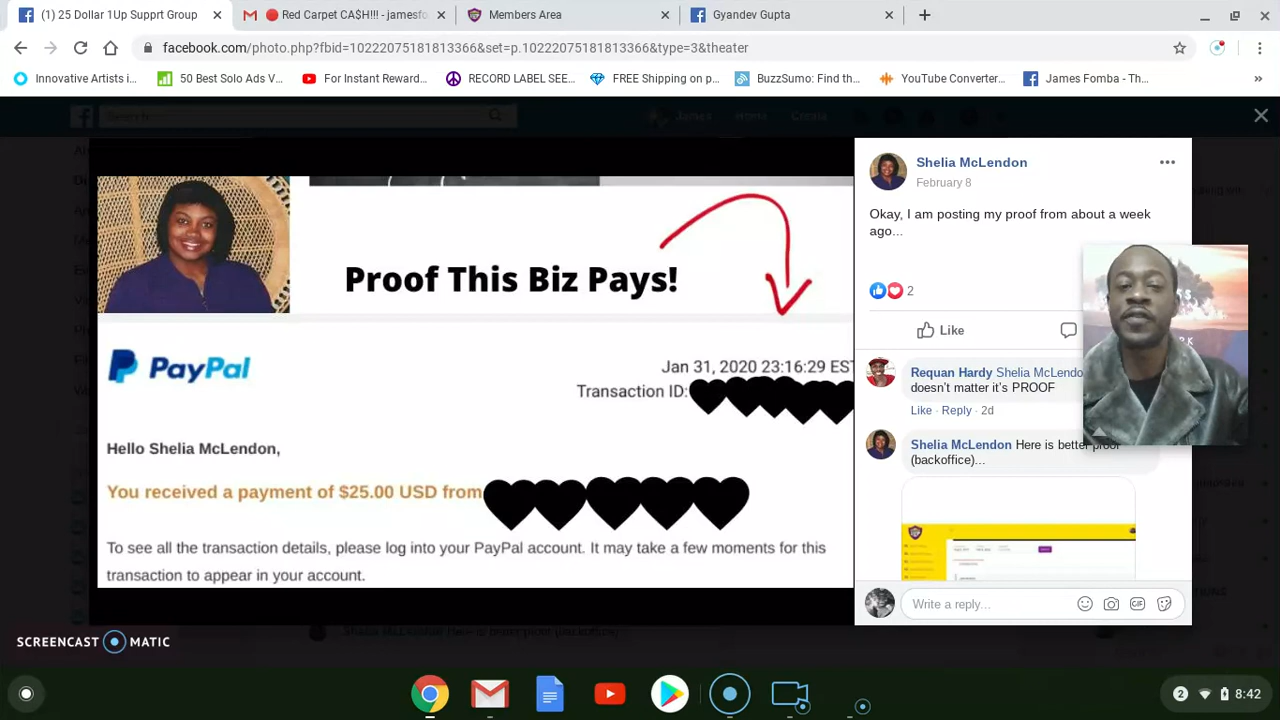 (1) 25 Dollar 1Up Supprt Group
Red Carpet CA$H!!! - jamesfo
Members Area
Gyandev Gupta
facebook.com/photo.php?fbid=10222075181813366&set=p.10222075181813366&type=3&theater
Innovative Artists i...
50 Best Solo Ads V...
For Instant Reward...
RECORD LABEL SEE...
FREE Shipping on p...
BuzzSumo: Find th...
YouTube Converter...
James Fomba - Th...
James
Home
Create
Shelia McLendon
February 8
Okay, I am posting my proof from about a week
ago...
2
Like
Proof This Biz Pays!
PayPal
Jan 31, 2020 23:16:29 EST
Transaction ID:
Hello Shelia McLendon,
You received a payment of $25.00 USD from
To see all the transaction details, please log into your PayPal account. It may take a few moments for this
transaction to appear in your account.
Requan Hardy Shelia McLendo
doesn't matter it's PROOF
Like · Reply · 2d
Shelia McLendon Here is better proof
(backoffice)...
Write a reply...
GIF
SCREENCAST MATIC
2
8:42